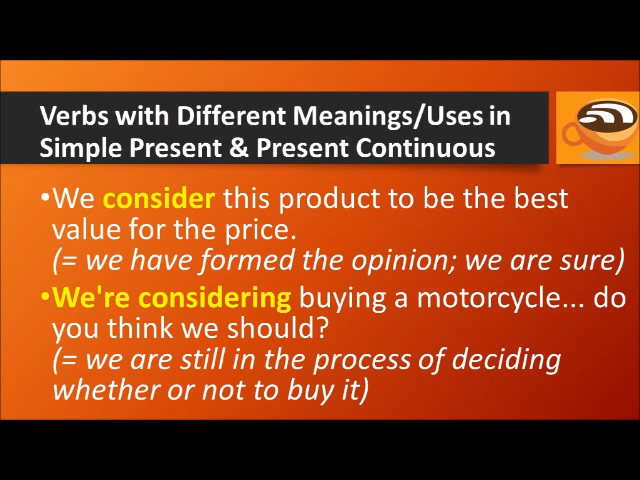 Verbs with Different Meanings/Uses in
Simple Present & Present Continuous
•We consider this product to be the best
value for the price.
(= we have formed the opinion; we are sure)
•We're considering buying a motorcycle... do
you think we should?
(= we are still in the process of deciding
whether or not to buy it)